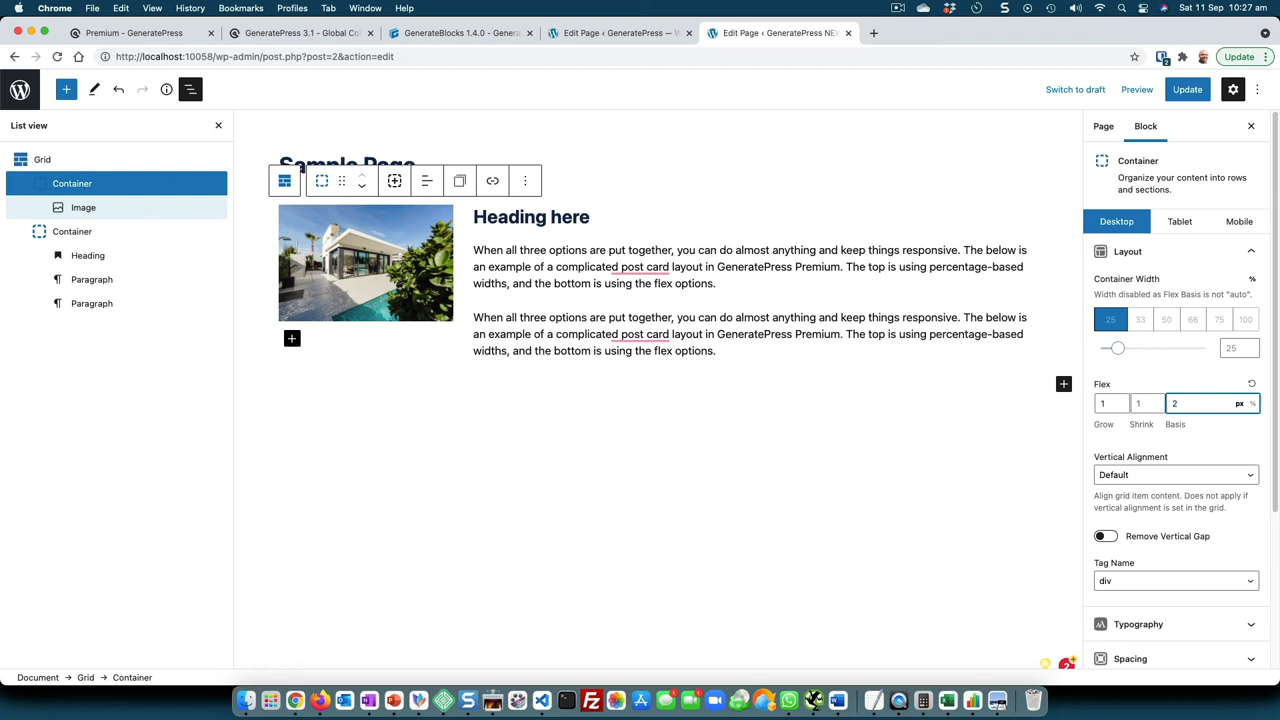 Chrome File Edit View History Bookmarks Profiles Tab Window Help
Sat 11 Sep 10:27 am
Premium - GeneratePress
GeneratePress 3.1 - Global Co
GenerateBlocks 1.4.0 - Genera
Edit Page ‹ GeneratePress — W
Edit Page ‹ GeneratePress NEW
http://localhost:10058/wp-admin/post.php?post=2&action=edit
2
Update
Switch to draft
Preview
Update
List view
Grid
Container
Image
Container
Heading
Paragraph
Paragraph
Sample Page
Heading here
When all three options are put together, you can do almost anything and keep things responsive. The below is
an example of a complicated post card layout in GeneratePress Premium. The top is using percentage-based
widths, and the bottom is using the flex options.
When all three options are put together, you can do almost anything and keep things responsive. The below is
an example of a complicated post card layout in GeneratePress Premium. The top is using percentage-based
widths, and the bottom is using the flex options.
Page
Block
Container
Organize your content into rows
and sections.
Desktop
Tablet
Mobile
Layout
Container Width
%
Width disabled as Flex Basis is not "auto".
25 33 50 66 75 100
25
Flex
1 1 2 px %
Grow Shrink Basis
Vertical Alignment
Default
Align grid item content. Does not apply if
vertical alignment is set in the grid.
Remove Vertical Gap
Tag Name
div
Typography
Spacing
Document → Grid → Container